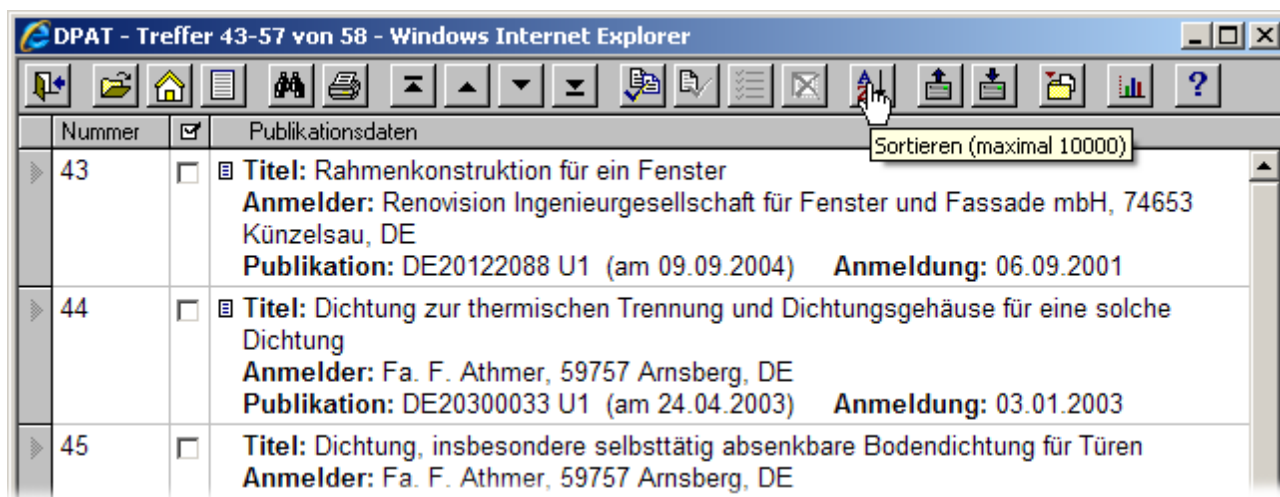 DPAT - Treffer 43-57 von 58 - Windows Internet Explorer
Nummer Publikationsdaten
Sortieren (maximal 10000)
43 Titel: Rahmenkonstruktion für ein Fenster
Anmelder: Renovision Ingenieurgesellschaft für Fenster und Fassade mbH, 74653
Künzelsau, DE
Publikation: DE20122088 U1 (am 09.09.2004) Anmeldung: 06.09.2001
44 Titel: Dichtung zur thermischen Trennung und Dichtungsgehäuse für eine solche
Dichtung
Anmelder: Fa. F. Athmer, 59757 Arnsberg, DE
Publikation: DE20300033 U1 (am 24.04.2003) Anmeldung: 03.01.2003
45 Titel: Dichtung, insbesondere selbsttätig absenkbare Bodendichtung für Türen
Anmelder: Fa. F. Athmer, 59757 Arnsberg, DE